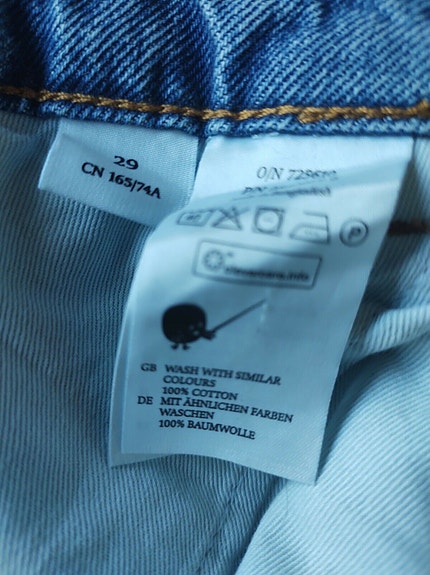 29
CN 165/74A
O/N
clevercare.info
GB WASH WITH SIMILAR
COLOURS
100% COTTON
DE MIT ÄHNLICHEN FARBEN
WASCHEN
100% BAUMWOLLE